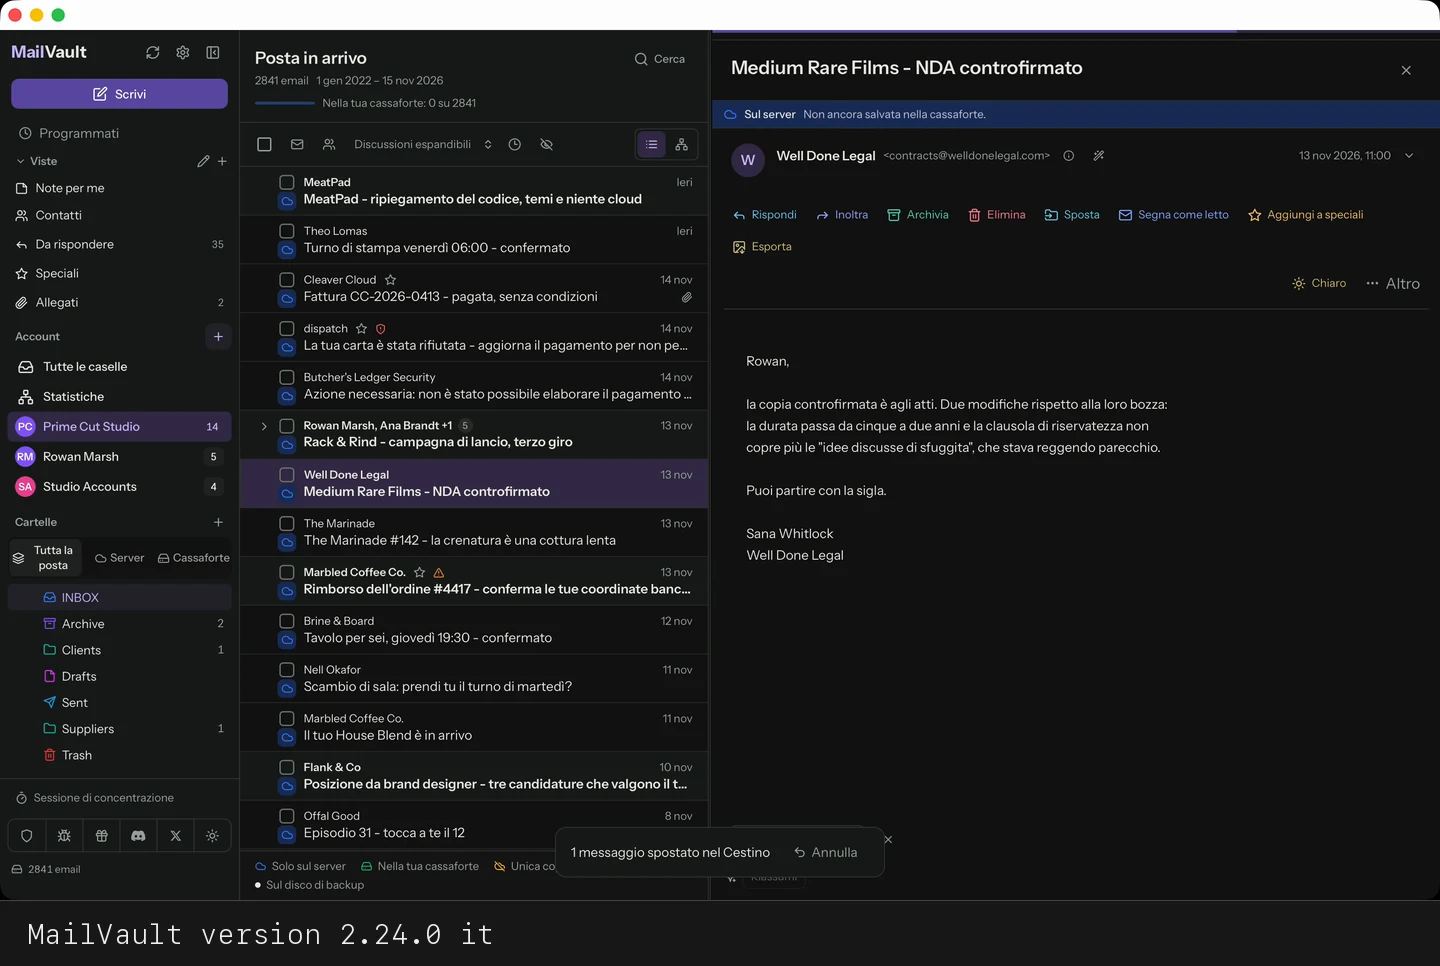 MailVault
Scrivi
Programmati
Viste
Note per me
Contatti
Da rispondere 35
Speciali
Allegati 2
Account
Tutte le caselle
Statistiche
PC Prime Cut Studio 14
RM Rowan Marsh 5
SA Studio Accounts 4
Cartelle
Tutta la posta Server Cassaforte
INBOX
Archive 2
Clients 1
Drafts
Sent
Suppliers 1
Trash
Sessione di concentrazione
2841 email
Posta in arrivo
Cerca
2841 email 1 gen 2022 – 15 nov 2026
Nella tua cassaforte: 0 su 2841
Discussioni espandibili
MeatPad Ieri
MeatPad - ripiegamento del codice, temi e niente cloud
Theo Lomas Ieri
Turno di stampa venerdì 06:00 - confermato
Cleaver Cloud 14 nov
Fattura CC-2026-0413 - pagata, senza condizioni
dispatch 14 nov
La tua carta è stata rifiutata - aggiorna il pagamento per non pe...
Butcher's Ledger Security 14 nov
Azione necessaria: non è stato possibile elaborare il pagamento ...
Rowan Marsh, Ana Brandt +1 5 13 nov
Rack & Rind - campagna di lancio, terzo giro
Well Done Legal 13 nov
Medium Rare Films - NDA controfirmato
The Marinade 13 nov
The Marinade #142 - la crenatura è una cottura lenta
Marbled Coffee Co. 13 nov
Rimborso dell'ordine #4417 - conferma le tue coordinate banc...
Brine & Board 12 nov
Tavolo per sei, giovedì 19:30 - confermato
Nell Okafor 11 nov
Scambio di sala: prendi tu il turno di martedì?
Marbled Coffee Co. 11 nov
Il tuo House Blend è in arrivo
Flank & Co 10 nov
Posizione da brand designer - tre candidature che valgono il t...
Offal Good 8 nov
Episodio 31 - tocca a te il 12
Solo sul server Nella tua cassaforte Unica co
Sul disco di backup
Medium Rare Films - NDA controfirmato
Sul server Non ancora salvata nella cassaforte.
W Well Done Legal <contracts@welldonelegal.com> 13 nov 2026, 11:00
Rispondi Inoltra Archivia Elimina Sposta Segna come letto Aggiungi a speciali
Esporta
Chiaro Altro
Rowan,
la copia controfirmata è agli atti. Due modifiche rispetto alla loro bozza:
la durata passa da cinque a due anni e la clausola di riservatezza non
copre più le "idee discusse di sfuggita", che stava reggendo parecchio.
Puoi partire con la sigla.
Sana Whitlock
Well Done Legal
1 messaggio spostato nel Cestino Annulla
MailVault version 2.24.0 it